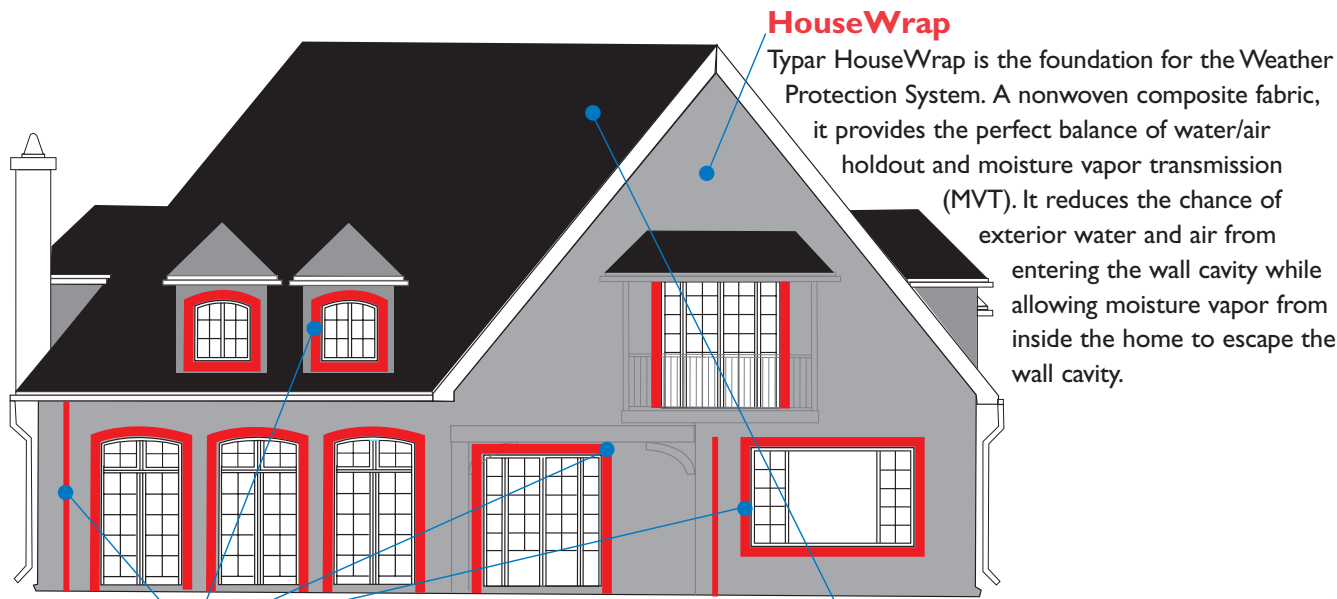 HouseWrap
Typar HouseWrap is the foundation for the Weather
Protection System. A nonwoven composite fabric,
it provides the perfect balance of water/air
holdout and moisture vapor transmission
(MVT). It reduces the chance of
exterior water and air from
entering the wall cavity while
allowing moisture vapor from
inside the home to escape the
wall cavity.